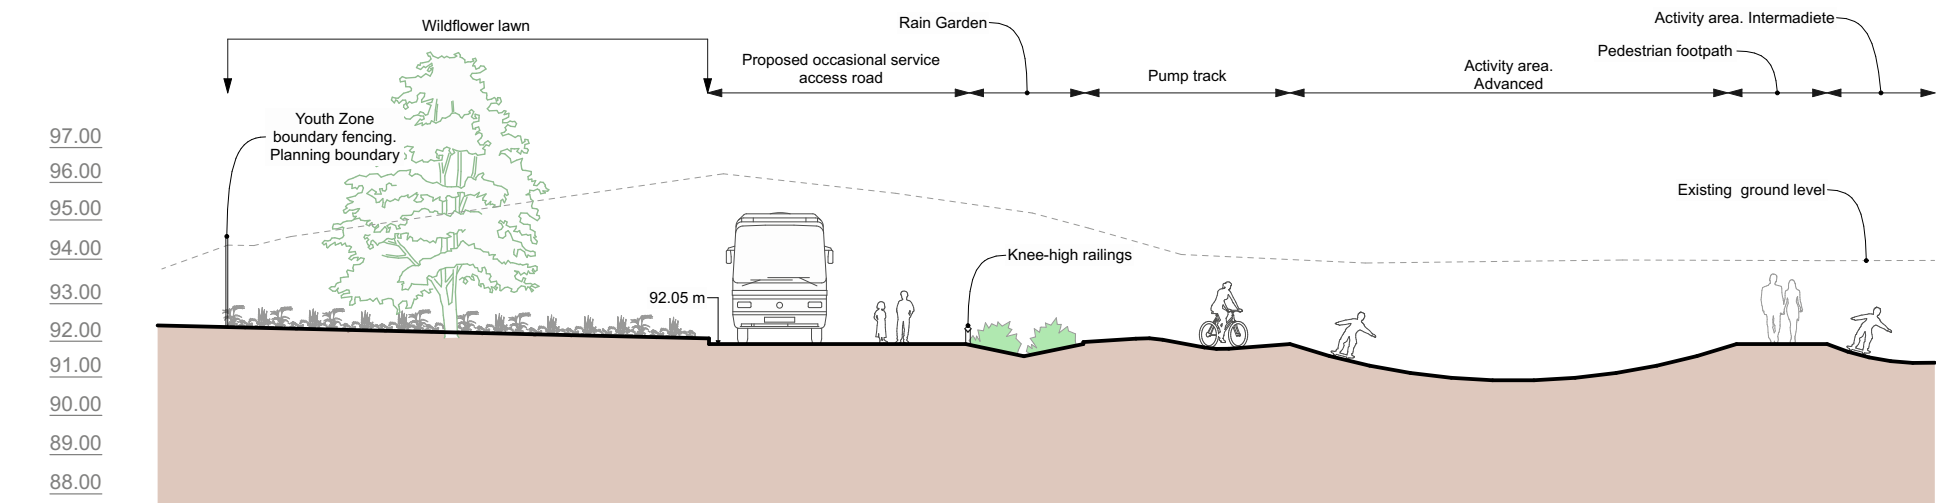 Wildflower lawn
Rain Garden
Activity area. Intermadiete
Pedestrian footpath
Proposed occasional service
access road
Pump track
Activity area.
Advanced
Youth Zone
boundary fencing.
Planning boundary
97.00
96.00
95.00
94.00
93.00
92.00
91.00
90.00
89.00
88.00
Existing ground level
Knee-high railings
92.05 m